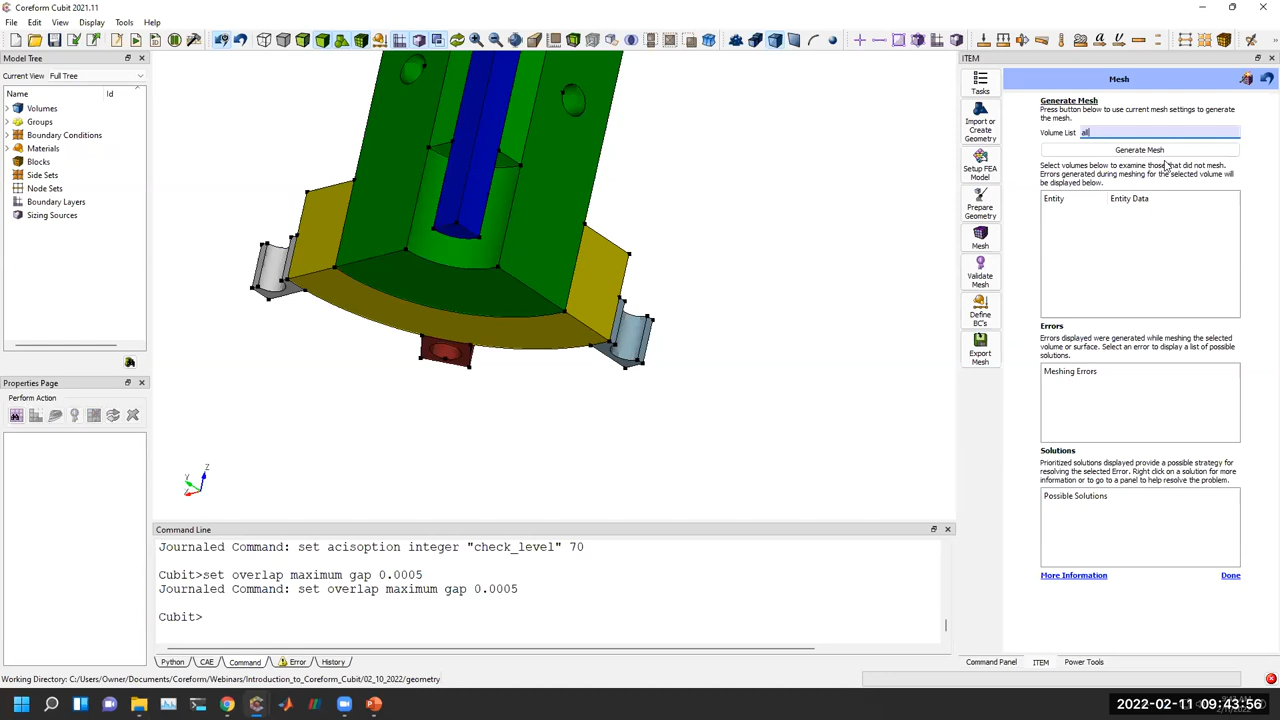 Coreform Cubit 2021.11
File Edit View Display Tools Help
Model Tree
Current View Full Tree
Name Id
Volumes
Groups
Boundary Conditions
Materials
Blocks
Side Sets
Node Sets
Boundary Layers
Sizing Sources
Properties Page
Perform Action
z
y
Command Line
Journaled Command: set acisoption integer "check_level" 70
Cubit>set overlap maximum gap 0.0005
Journaled Command: set overlap maximum gap 0.0005
Cubit>
Python CAE Command Error History
Working Directory: C:/Users/Owner/Documents/Coreform/Webinars/Introduction_to_Coreform_Cubit/02_10_2022/geometry
ITEM
Tasks
Import or
Create
Geometry
Setup FEA
Model
Prepare
Geometry
Mesh
Validate
Mesh
Define
BC's
Export
Mesh
Mesh
Generate Mesh
Press button below to use current mesh settings to generate
the mesh.
Volume List all
Generate Mesh
Select volumes below to examine those that did not mesh.
Errors generated during meshing for the selected volume will
be displayed below.
Entity Entity Data
Errors
Errors displayed were generated while meshing the selected
volume or surface. Select an error to display a list of possible
solutions.
Meshing Errors
Solutions
Prioritized solutions displayed provide a possible strategy for
resolving the selected Error. Right click on a solution for more
information or to go to a panel to help resolve the problem.
Possible Solutions
More Information Done
Command Panel ITEM Power Tools
2022-02-11 09:43:56